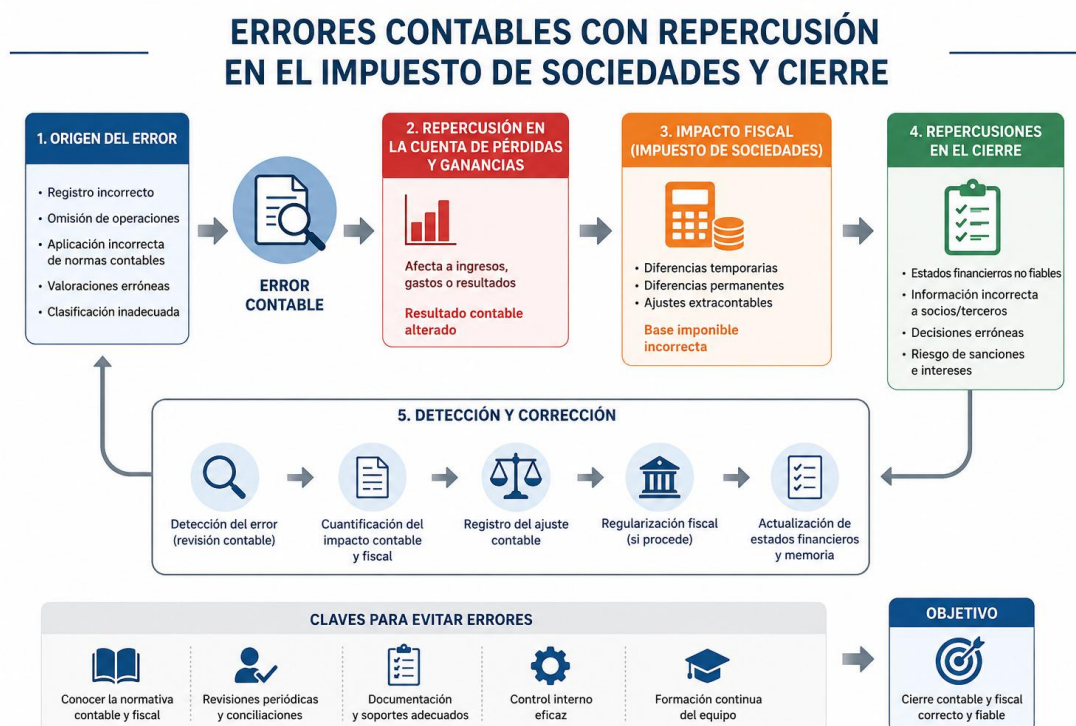 ERRORES CONTABLES CON REPERCUSIÓN
EN EL IMPUESTO DE SOCIEDADES Y CIERRE
1. ORIGEN DEL ERROR
• Registro incorrecto
• Omisión de operaciones
• Aplicación incorrecta
de normas contables
• Valoraciones erróneas
• Clasificación inadecuada
ERROR
CONTABLE
2. REPERCUSIÓN EN
LA CUENTA DE PÉRDIDAS
Y GANANCIAS
Afecta a ingresos,
gastos o resultados
Resultado contable
alterado
3. IMPACTO FISCAL
(IMPUESTO DE SOCIEDADES)
• Diferencias temporarias
• Diferencias permanentes
• Ajustes extracontables
Base imponible
incorrecta
4. REPERCUSIONES
EN EL CIERRE
• Estados financierros no fiables
• Información incorrecta
a socios/terceros
• Decisiones erróneas
• Riesgo de sanciones
e intereses
5. DETECCIÓN Y CORRECCIÓN
Detección del error
(revisión contable)
Cuantificación del
impacto contable
y fiscal
Registro del ajuste
contable
Regularización fiscal
(si procede)
Actualización de
estados financieros
y memoria
CLAVES PARA EVITAR ERRORES
Conocer la normativa
contable y fiscal
Revisiones periódicas
y conciliaciones
Documentación
y soportes adecuados
Control interno
eficaz
Formación continua
del equipo
OBJETIVO
Cierre contable y fiscal
correcto y fiable